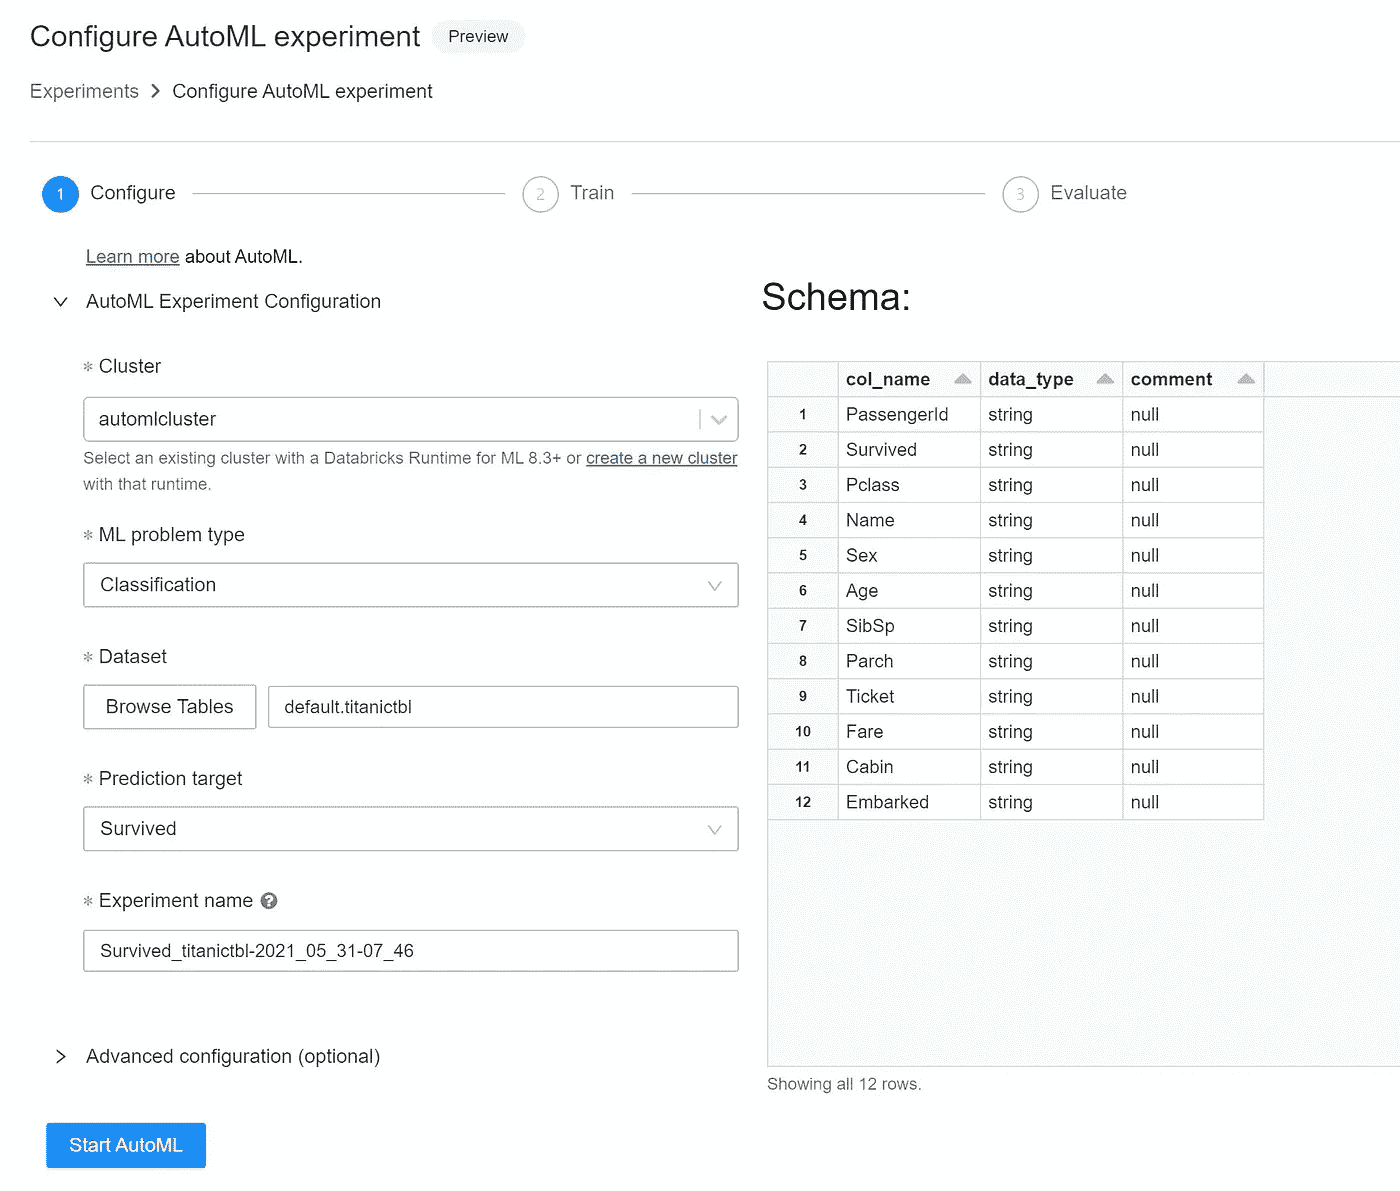 Configure AutoML experiment Preview
Experiments > Configure AutoML experiment
1 Configure 2 Train 3 Evaluate
Learn more about AutoML.
AutoML Experiment Configuration
* Cluster
automlcluster
Select an existing cluster with a Databricks Runtime for ML 8.3+ or create a new cluster
with that runtime.
* ML problem type
Classification
* Dataset
Browse Tables default.titanictbl
* Prediction target
Survived
* Experiment name ?
Survived_titanictbl-2021_05_31-07_46
Advanced configuration (optional)
Start AutoML
Schema:
col_name data_type comment
1 PassengerId string null
2 Survived string null
3 Pclass string null
4 Name string null
5 Sex string null
6 Age string null
7 SibSp string null
8 Parch string null
9 Ticket string null
10 Fare string null
11 Cabin string null
12 Embarked string null
Showing all 12 rows.